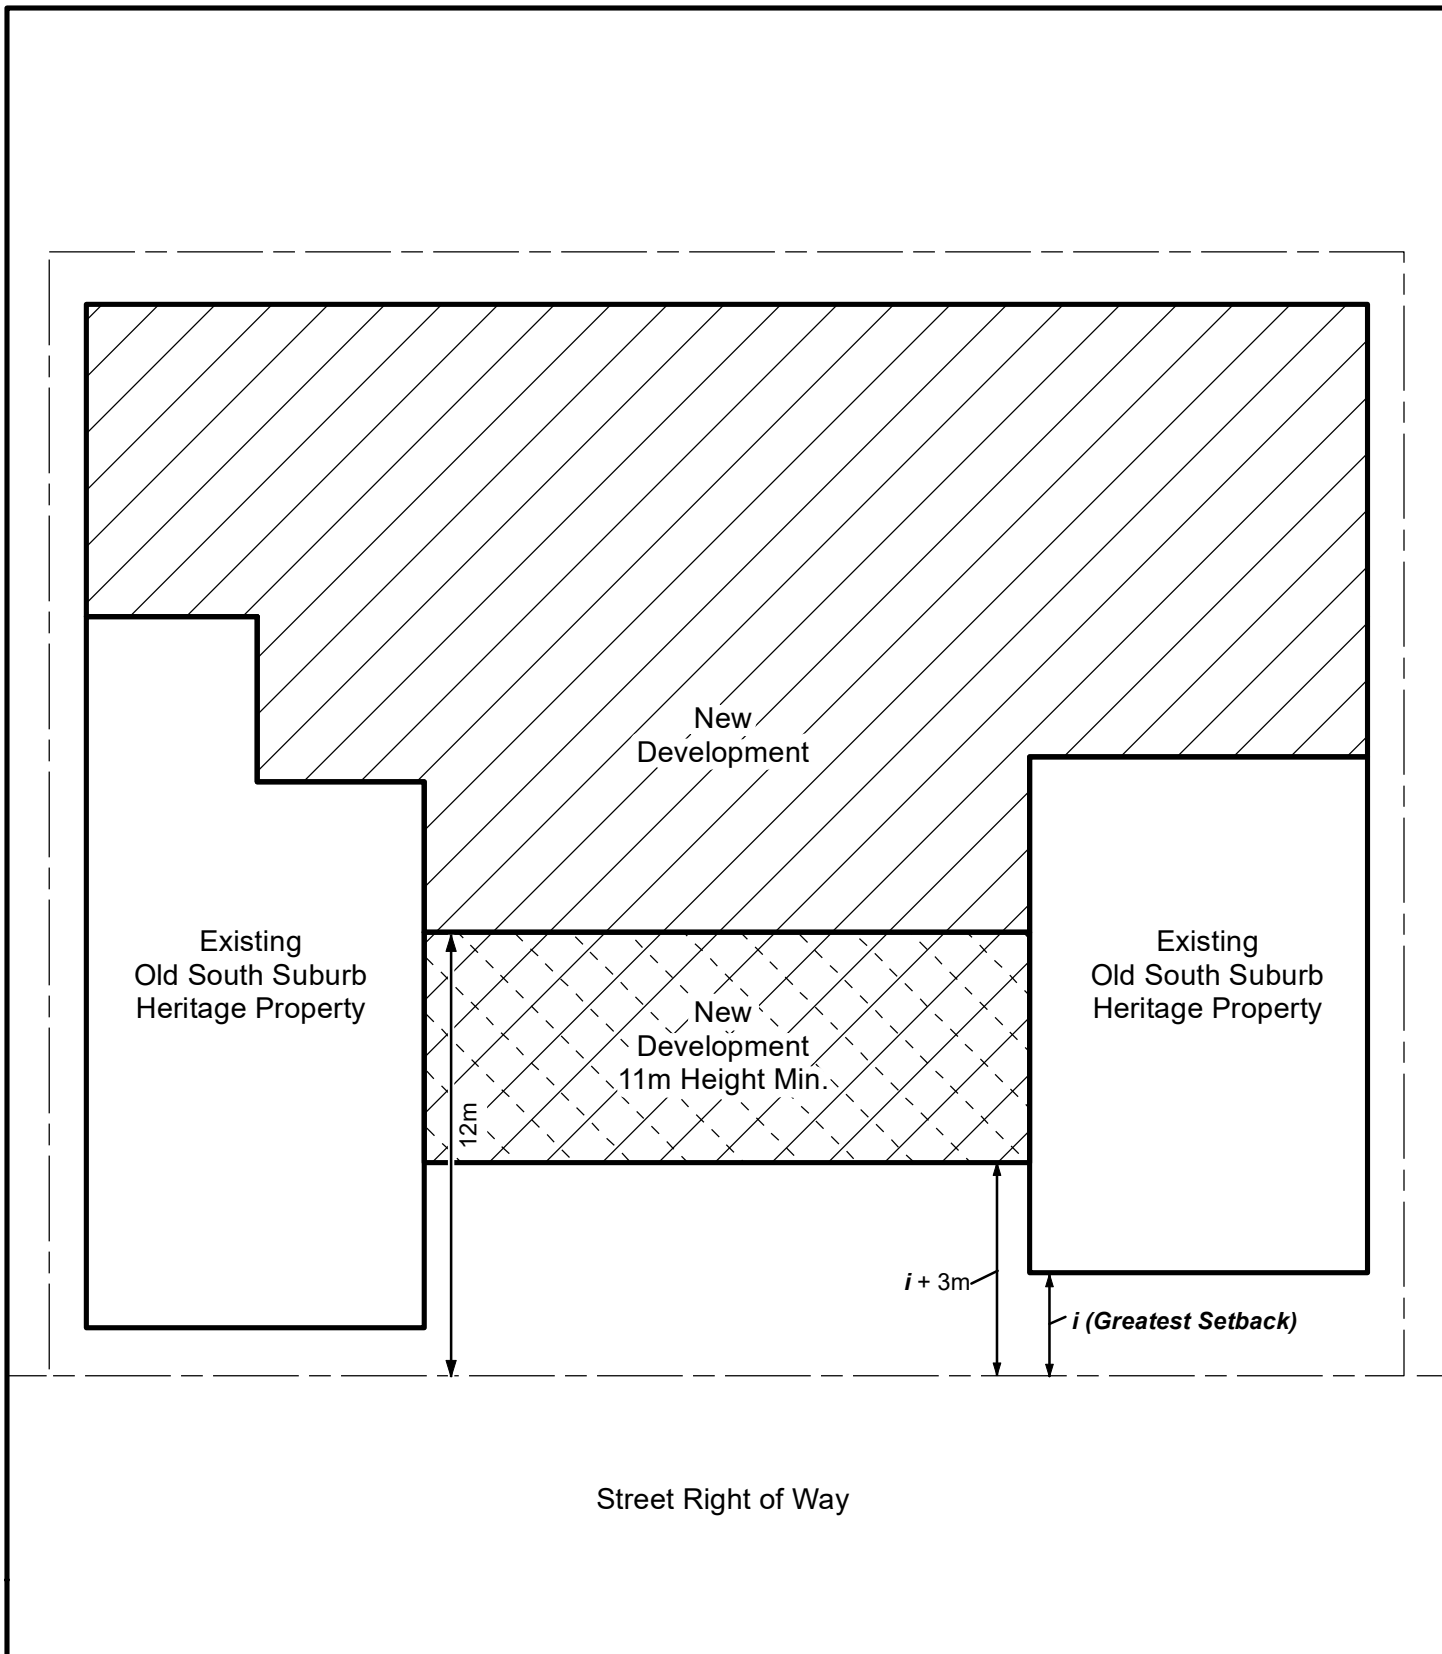 New
Development
Existing
Old South Suburb
Heritage Property
Existing
Old South Suburb
Heritage Property
New
Development
11m Height Min.
12m
i + 3m
i (Greatest Setback)
Street Right of Way